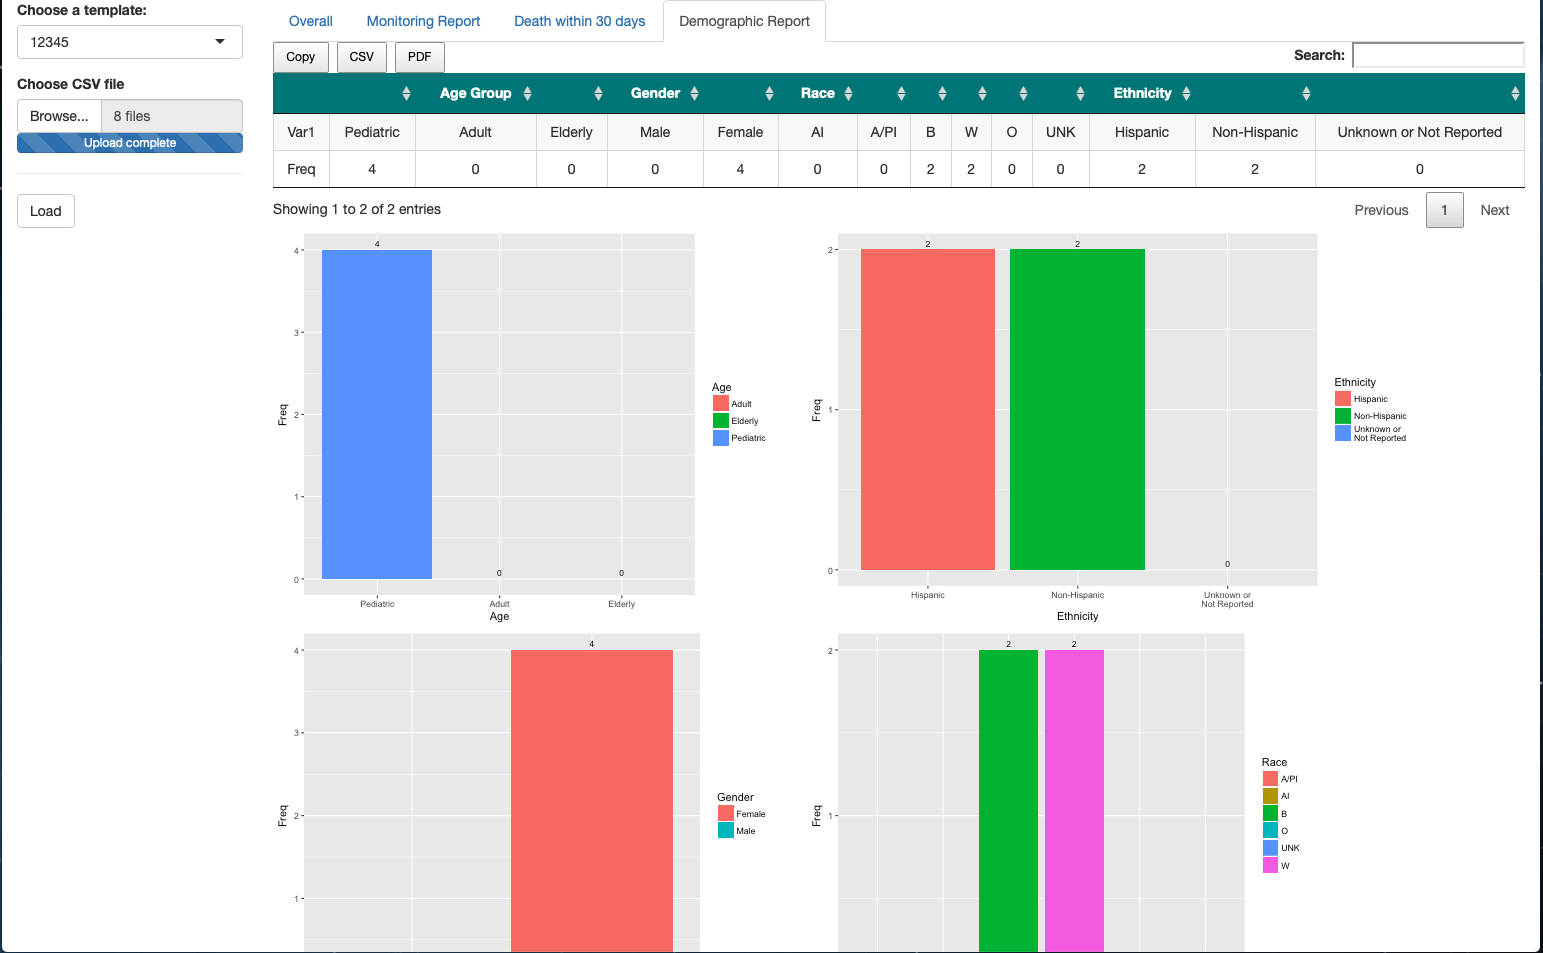 Choose a template:
12345
Choose CSV file
Browse... 8 files
Upload complete
Load
Overall Monitoring Report Death within 30 days Demographic Report
Copy CSV PDF Search:
Age Group Gender Race Ethnicity
Var1 Pediatric Adult Elderly Male Female AI A/PI B W O UNK Hispanic Non-Hispanic Unknown or Not Reported
Freq 4 0 0 0 4 0 0 2 2 0 0 2 2 0
Showing 1 to 2 of 2 entries Previous 1 Next
4
4
3
2
1
0
Freq
0 0
Pediatric Adult Elderly
Age
Age
Adult
Elderly
Pediatric
2 2
2
1
0
Freq
0
Hispanic Non-Hispanic Unknown or
Not Reported
Ethnicity
Ethnicity
Hispanic
Non-Hispanic
Unknown or
Not Reported
4
4
3
2
1
Freq
Gender
Female
Male
2 2
2
1
Freq
Race
A/PI
AI
B
O
UNK
W